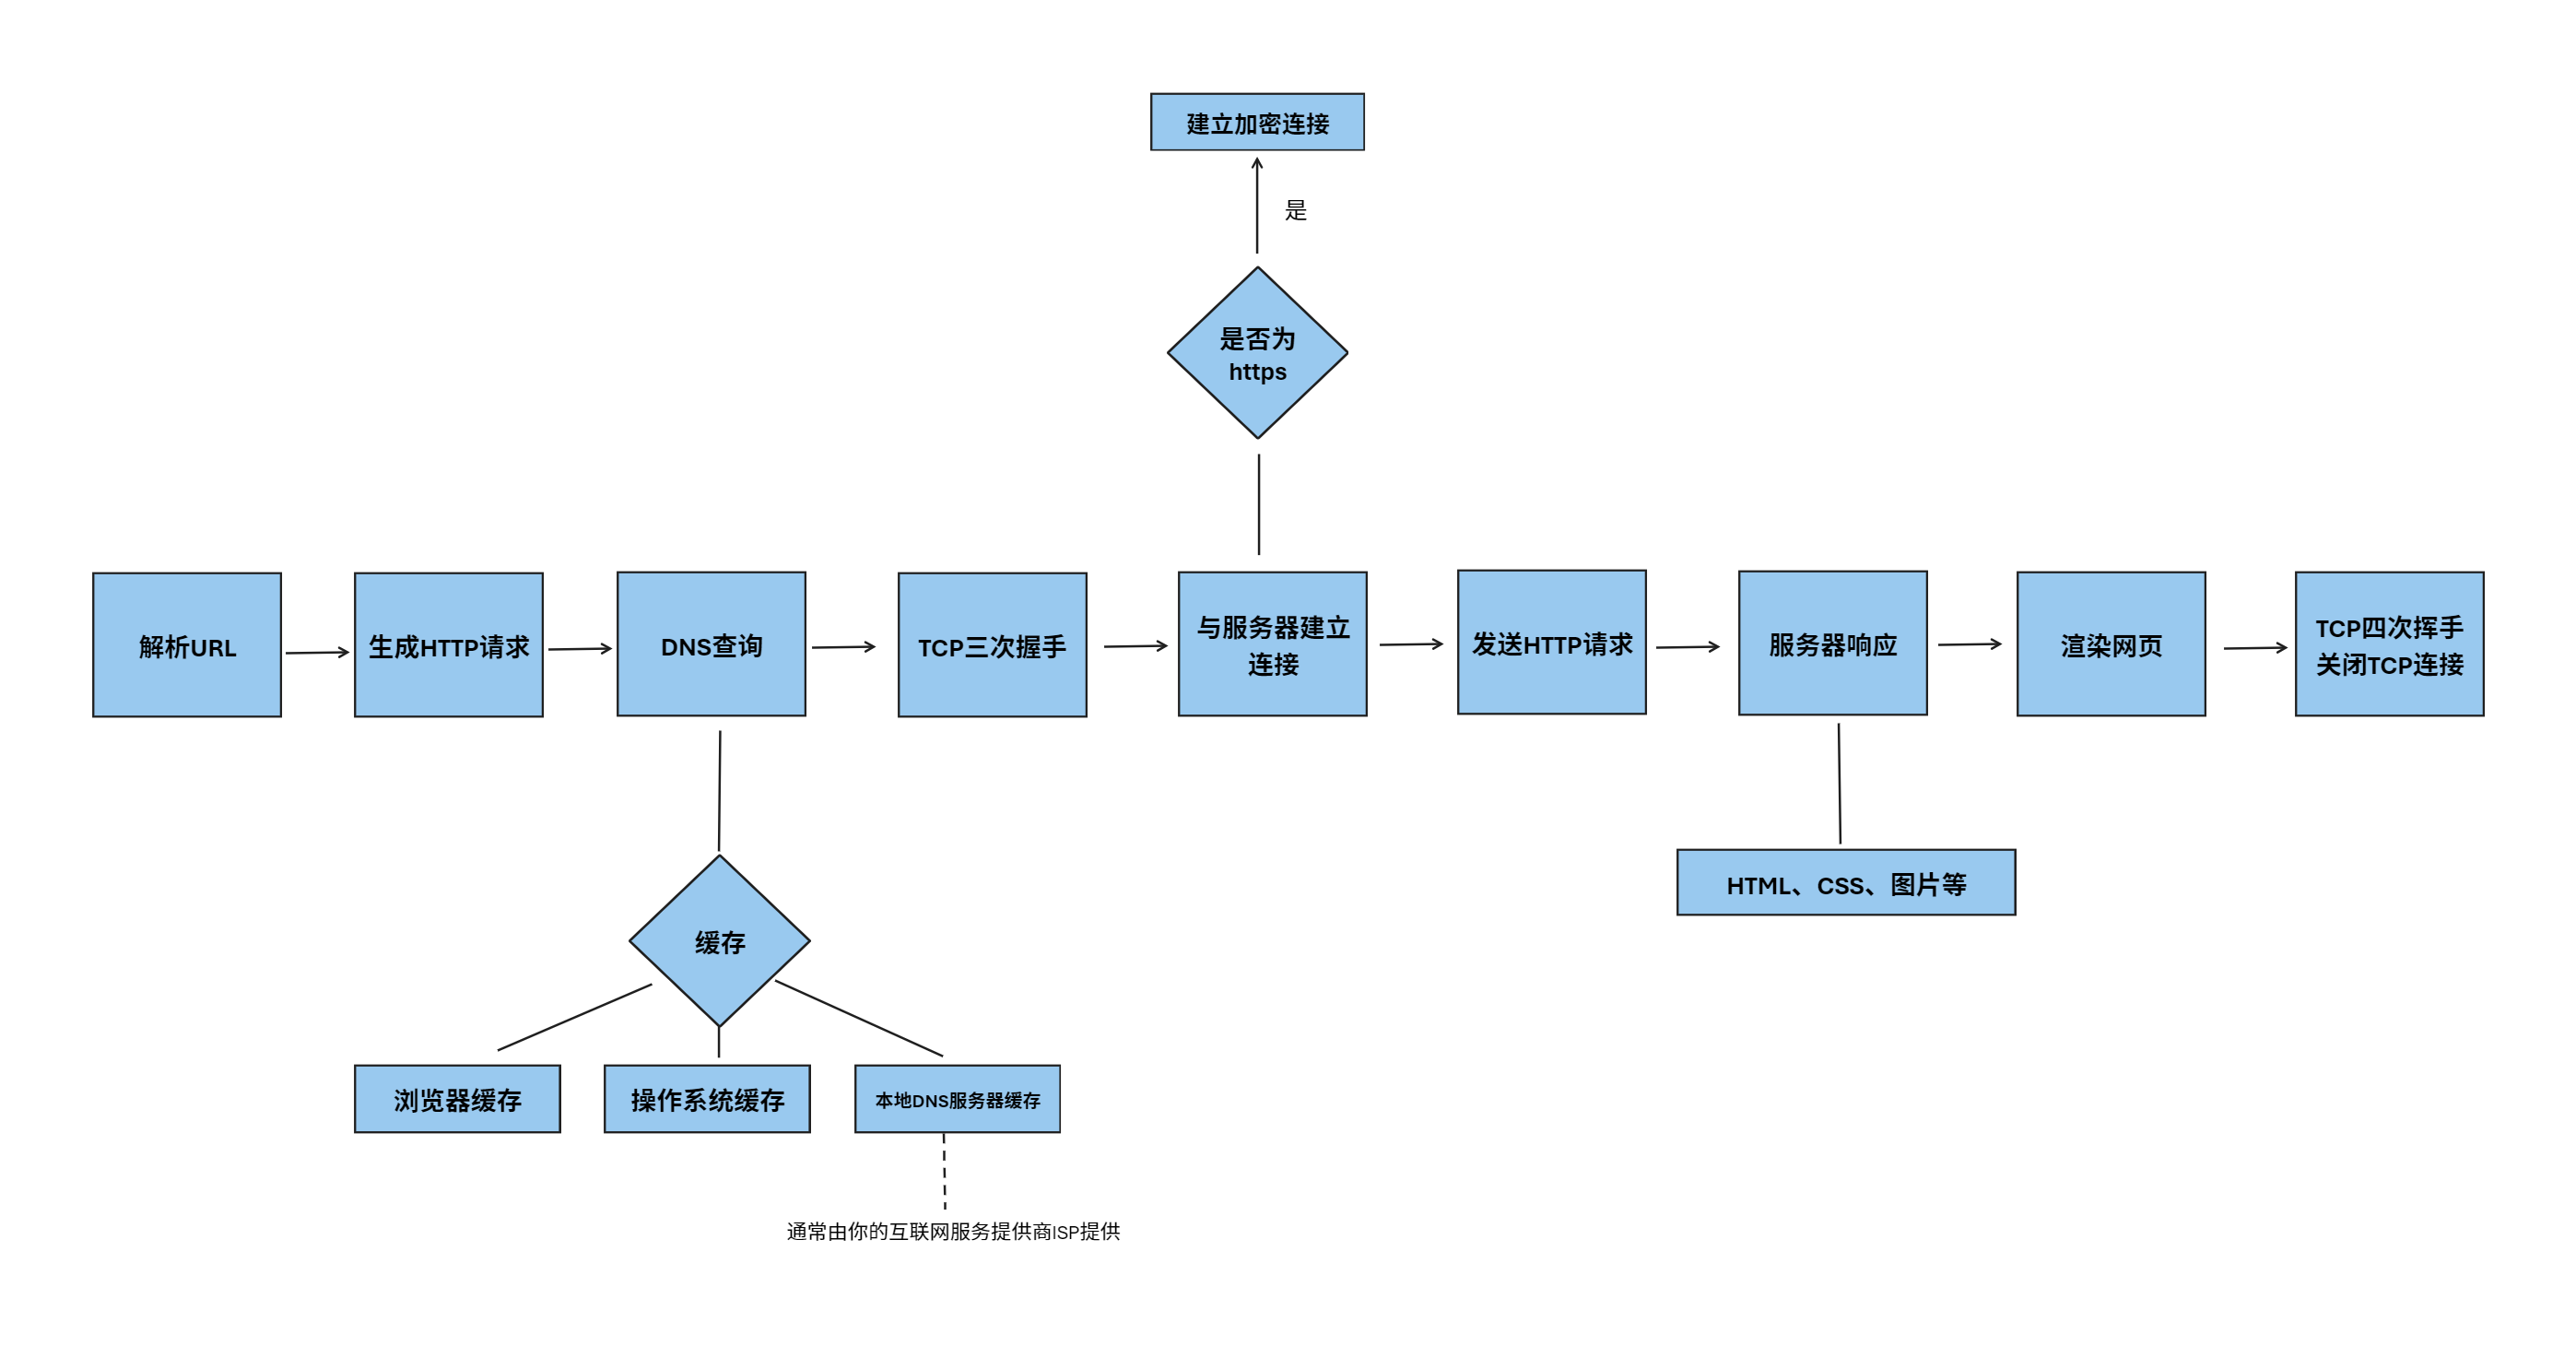 建立加密连接
是
是否为
https
解析URL
生成HTTP请求
DNS查询
TCP三次握手
与服务器建立
连接
发送HTTP请求
服务器响应
渲染网页
TCP四次挥手
关闭TCP连接
HTML、CSS、图片等
缓存
浏览器缓存
操作系统缓存
本地DNS服务器缓存
通常由你的互联网服务提供商ISP提供